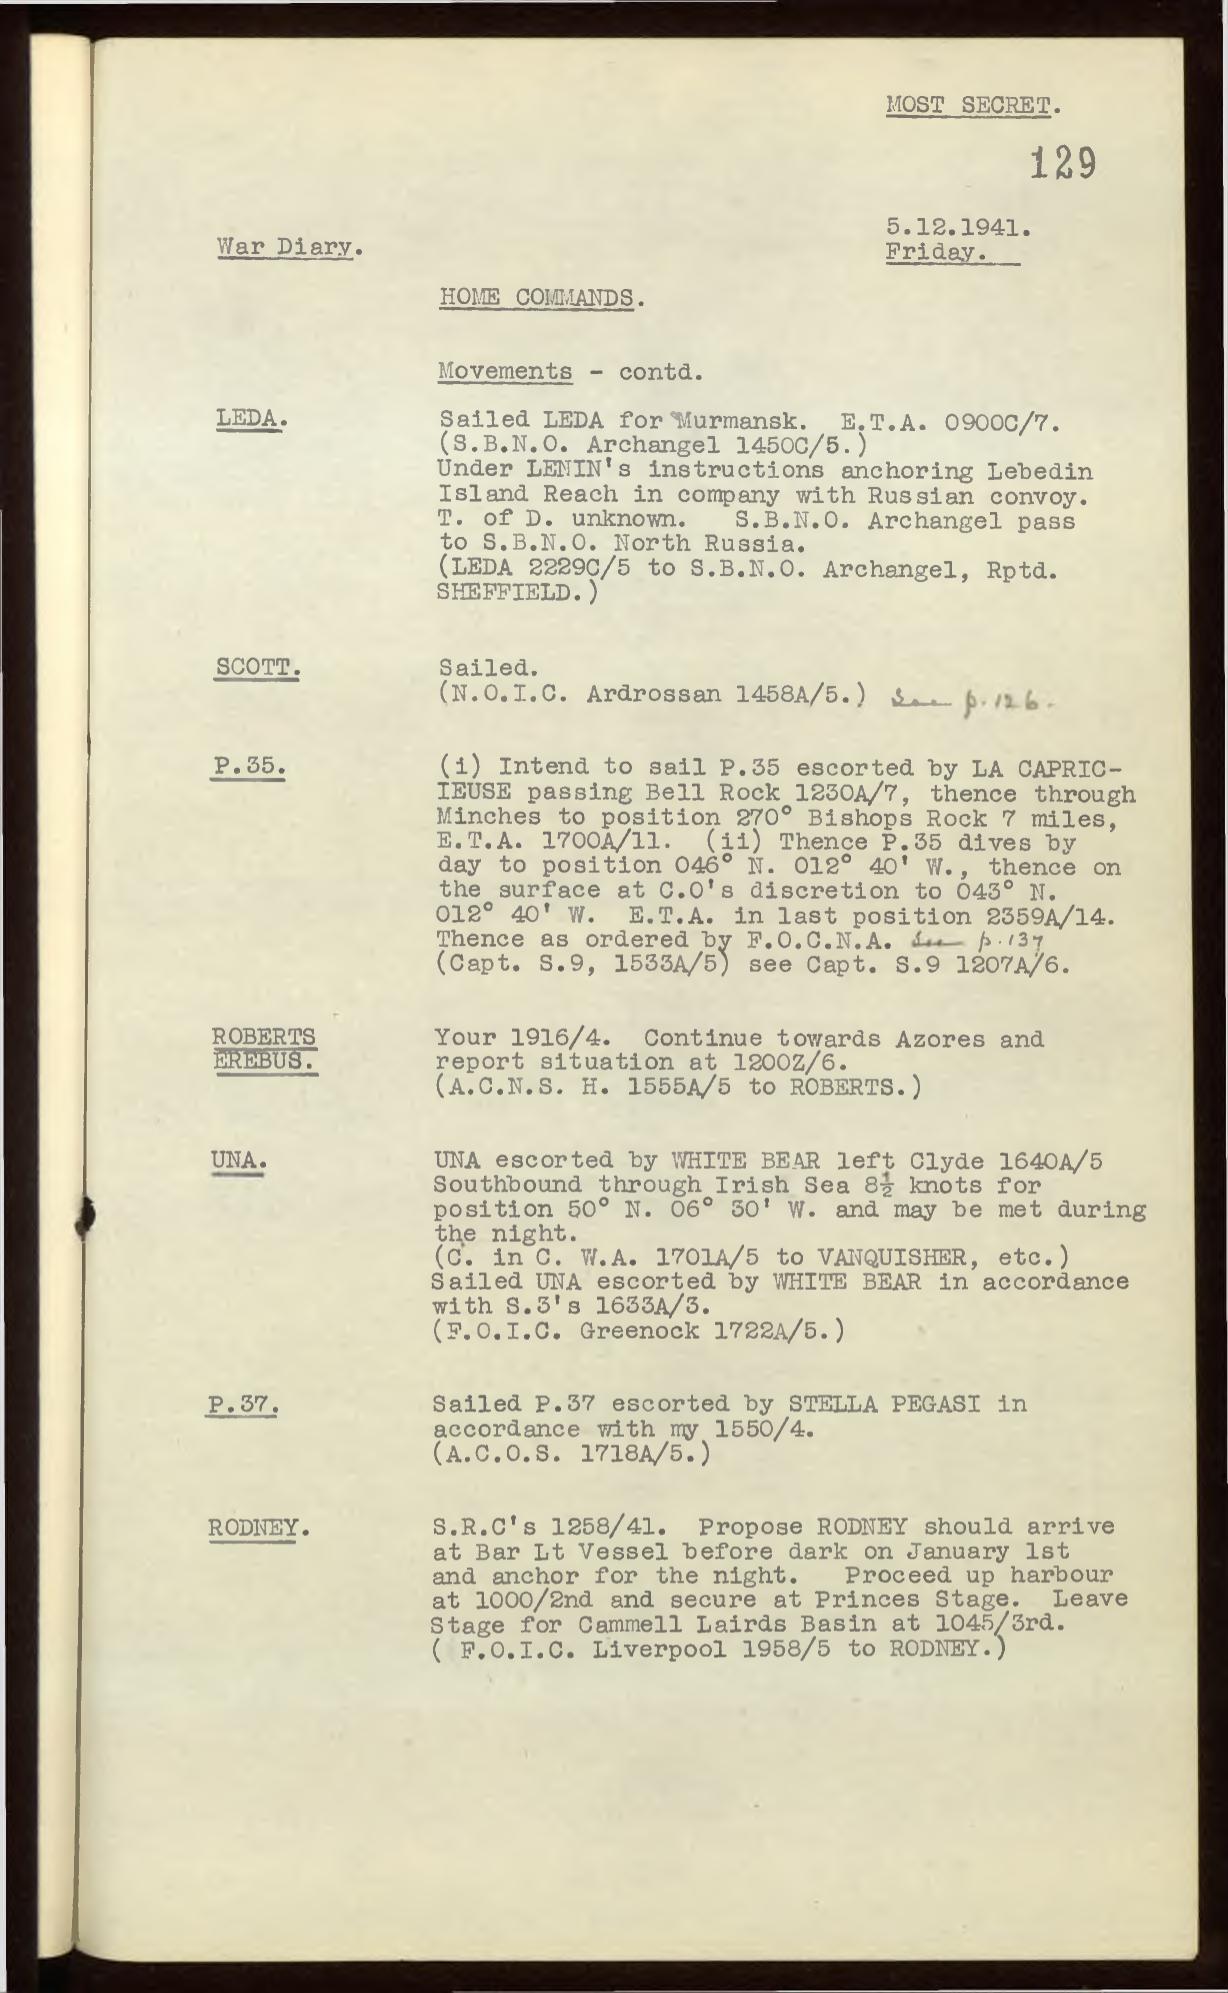 MOST SECRET.
129
5.12.1941.
War Diary.
Friday.
HOME COMMANDS.
Movements - contd.
LEDA. Sailed LEDA for Murmansk. E.T.A. 0900C/7.
(S.B.N.O. Archangel 1450C/5.)
Under LENIN's instructions anchoring Lebedin
Island Reach in company with Russian convoy.
T. of D. unknown. S.B.N.O. Archangel pass
to S.B.N.O. North Russia.
(LEDA 2229C/5 to S.B.N.O. Archangel, Rptd.
SHEFFIELD.)
SCOTT. Sailed.
(N.O.I.C. Ardrossan 1458A/5.) See p.126.
P.35. (i) Intend to sail P.35 escorted by LA CAPRIC-
IEUSE passing Bell Rock 1230A/7, thence through
Minches to position 270° Bishops Rock 7 miles,
E.T.A. 1700A/11. (ii) Thence P.35 dives by
day to position 046° N. 012° 40' W., thence on
the surface at C.O's discretion to 043° N.
012° 40' W. E.T.A. in last position 2359A/14.
Thence as ordered by F.O.C.N.A. See p.137
(Capt. S.9, 1533A/5) see Capt. S.9 1207A/6.
ROBERTS Your 1916/4. Continue towards Azores and
EREBUS. report situation at 1200Z/6.
(A.C.N.S. H. 1555A/5 to ROBERTS.)
UNA. UNA escorted by WHITE BEAR left Clyde 1640A/5
Southbound through Irish Sea 8½ knots for
position 50° N. 06° 30' W. and may be met during
the night.
(C. in C. W.A. 1701A/5 to VANQUISHER, etc.)
Sailed UNA escorted by WHITE BEAR in accordance
with S.3's 1633A/3.
(F.O.I.C. Greenock 1722A/5.)
P.37. Sailed P.37 escorted by STELLA PEGASI in
accordance with my 1550/4.
(A.C.O.S. 1718A/5.)
RODNEY. S.R.C's 1258/41. Propose RODNEY should arrive
at Bar Lt Vessel before dark on January 1st
and anchor for the night. Proceed up harbour
at 1000/2nd and secure at Princes Stage. Leave
Stage for Cammell Lairds Basin at 1045/3rd.
( F.O.I.C. Liverpool 1958/5 to RODNEY.)